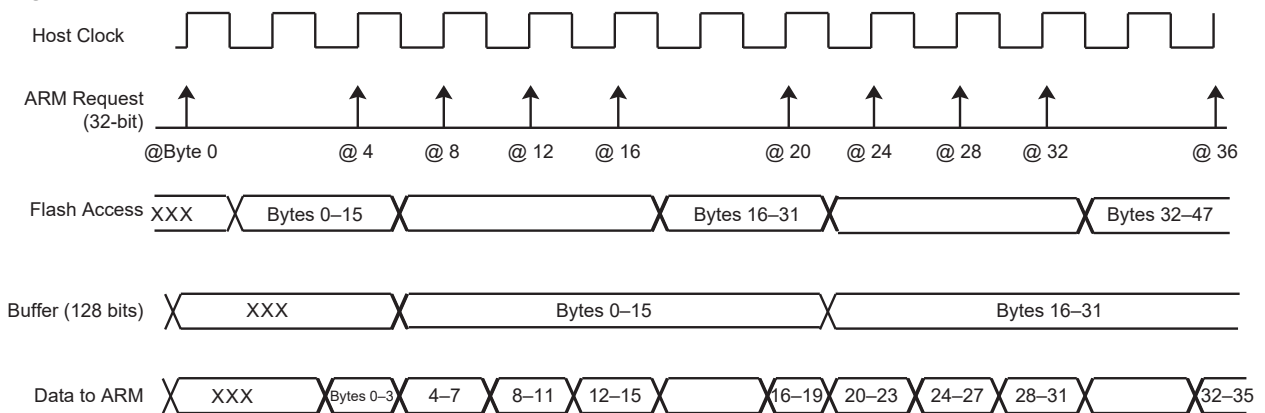 Host Clock
ARM Request
(32-bit)
@Byte 0 @ 4 @ 8 @ 12 @ 16 @ 20 @ 24 @ 28 @ 32 @ 36
Flash Access XXX Bytes 0–15 Bytes 16–31 Bytes 32–47
Buffer (128 bits) XXX Bytes 0–15 Bytes 16–31
Data to ARM XXX Bytes 0–3 4–7 8–11 12–15 16–19 20–23 24–27 28–31 32–35